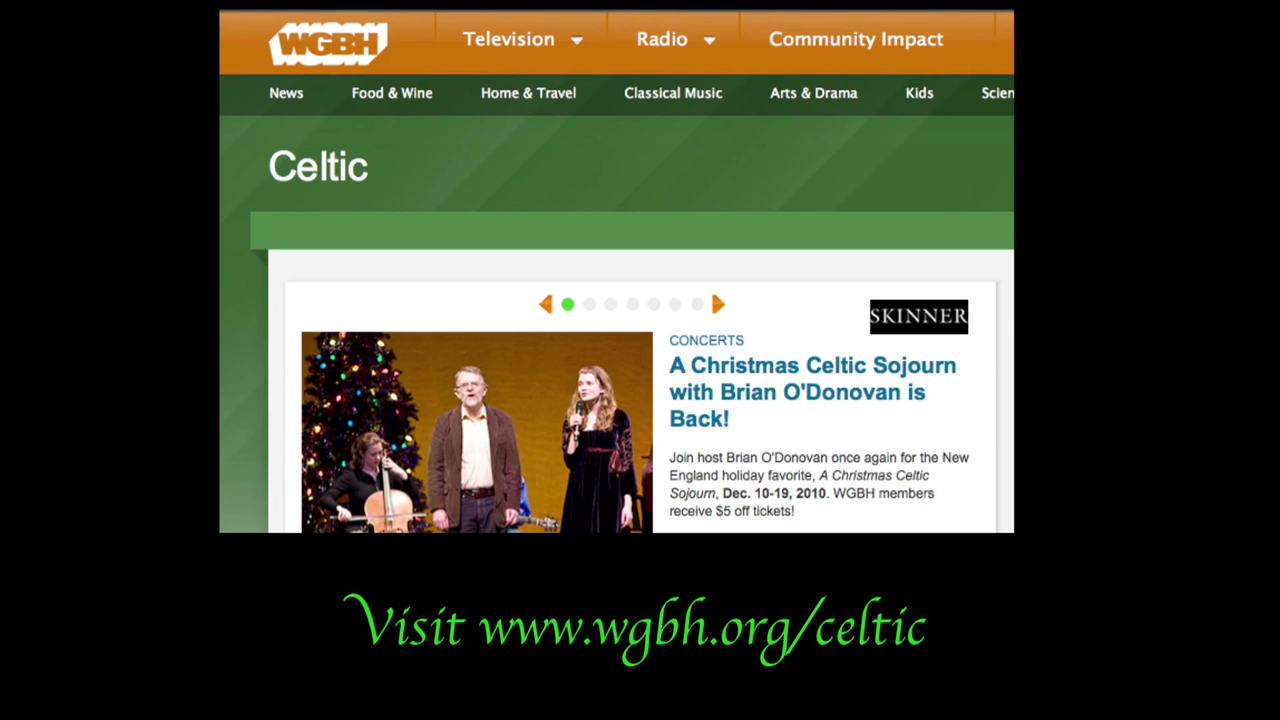 WGBH
Television
Radio
Community Impact
News
Food & Wine
Home & Travel
Classical Music
Arts & Drama
Kids
Scien
Celtic
SKINNER
CONCERTS
A Christmas Celtic Sojourn
with Brian O'Donovan is
Back!
Join host Brian O'Donovan once again for the New
England holiday favorite, A Christmas Celtic
Sojourn, Dec. 10-19, 2010. WGBH members
receive $5 off tickets!
Visit www.wgbh.org/celtic